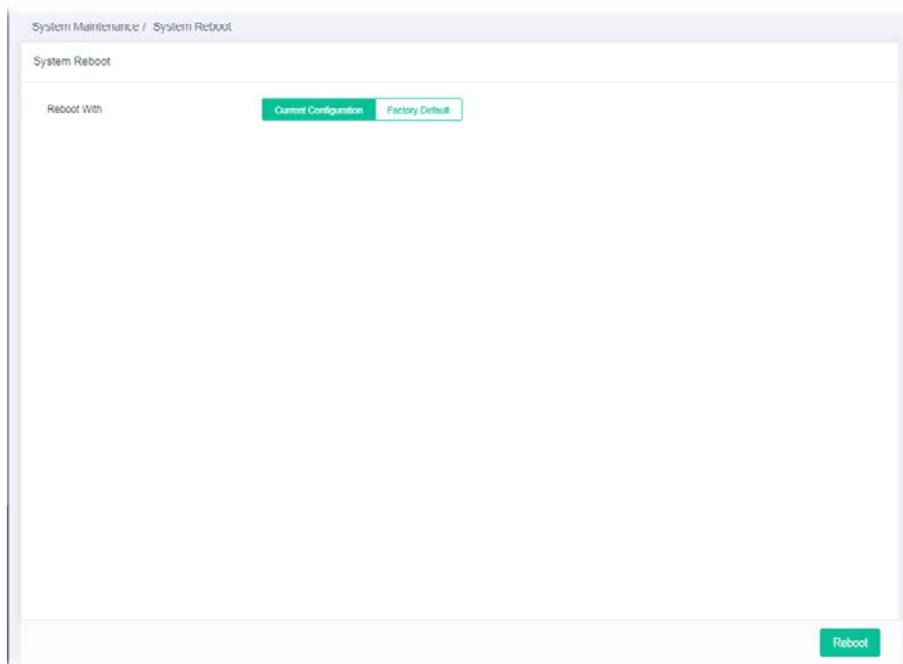 System Maintenance / System Reboot
System Reboot
Reboot With
Current Configuration
Factory Default
Reboot